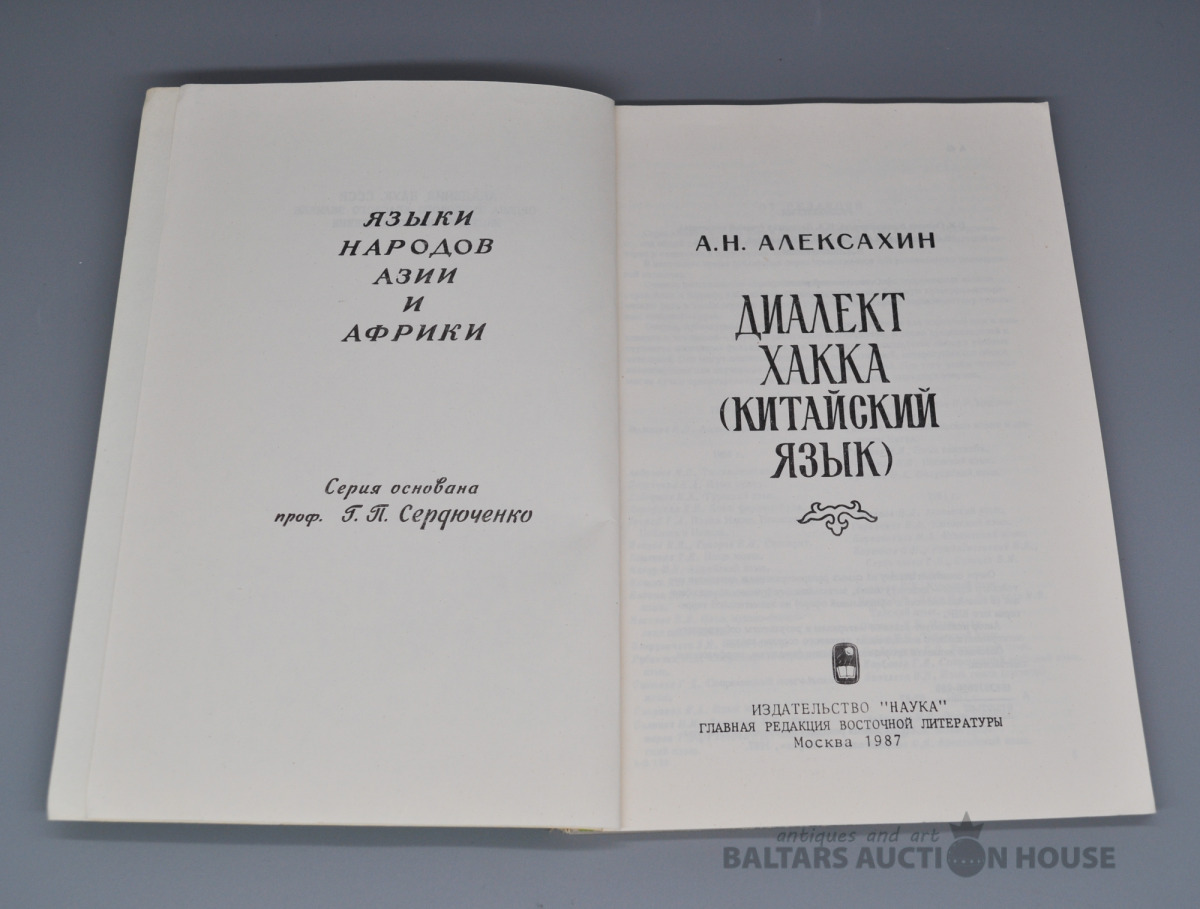 ЯЗЫКИ
НАРОДОВ
АЗИИ
И
АФРИКИ
Серия основана
проф. Г. П. Сердюченко
А.Н. АЛЕКСАХИН
ДИАЛЕКТ
ХАККА
(КИТАЙСКИЙ
ЯЗЫК)
ИЗДАТЕЛЬСТВО "НАУКА"
ГЛАВНАЯ РЕДАКЦИЯ ВОСТОЧНОЙ ЛИТЕРАТУРЫ
Москва 1987
antiques and art
BALTARS AUCTION HOUSE